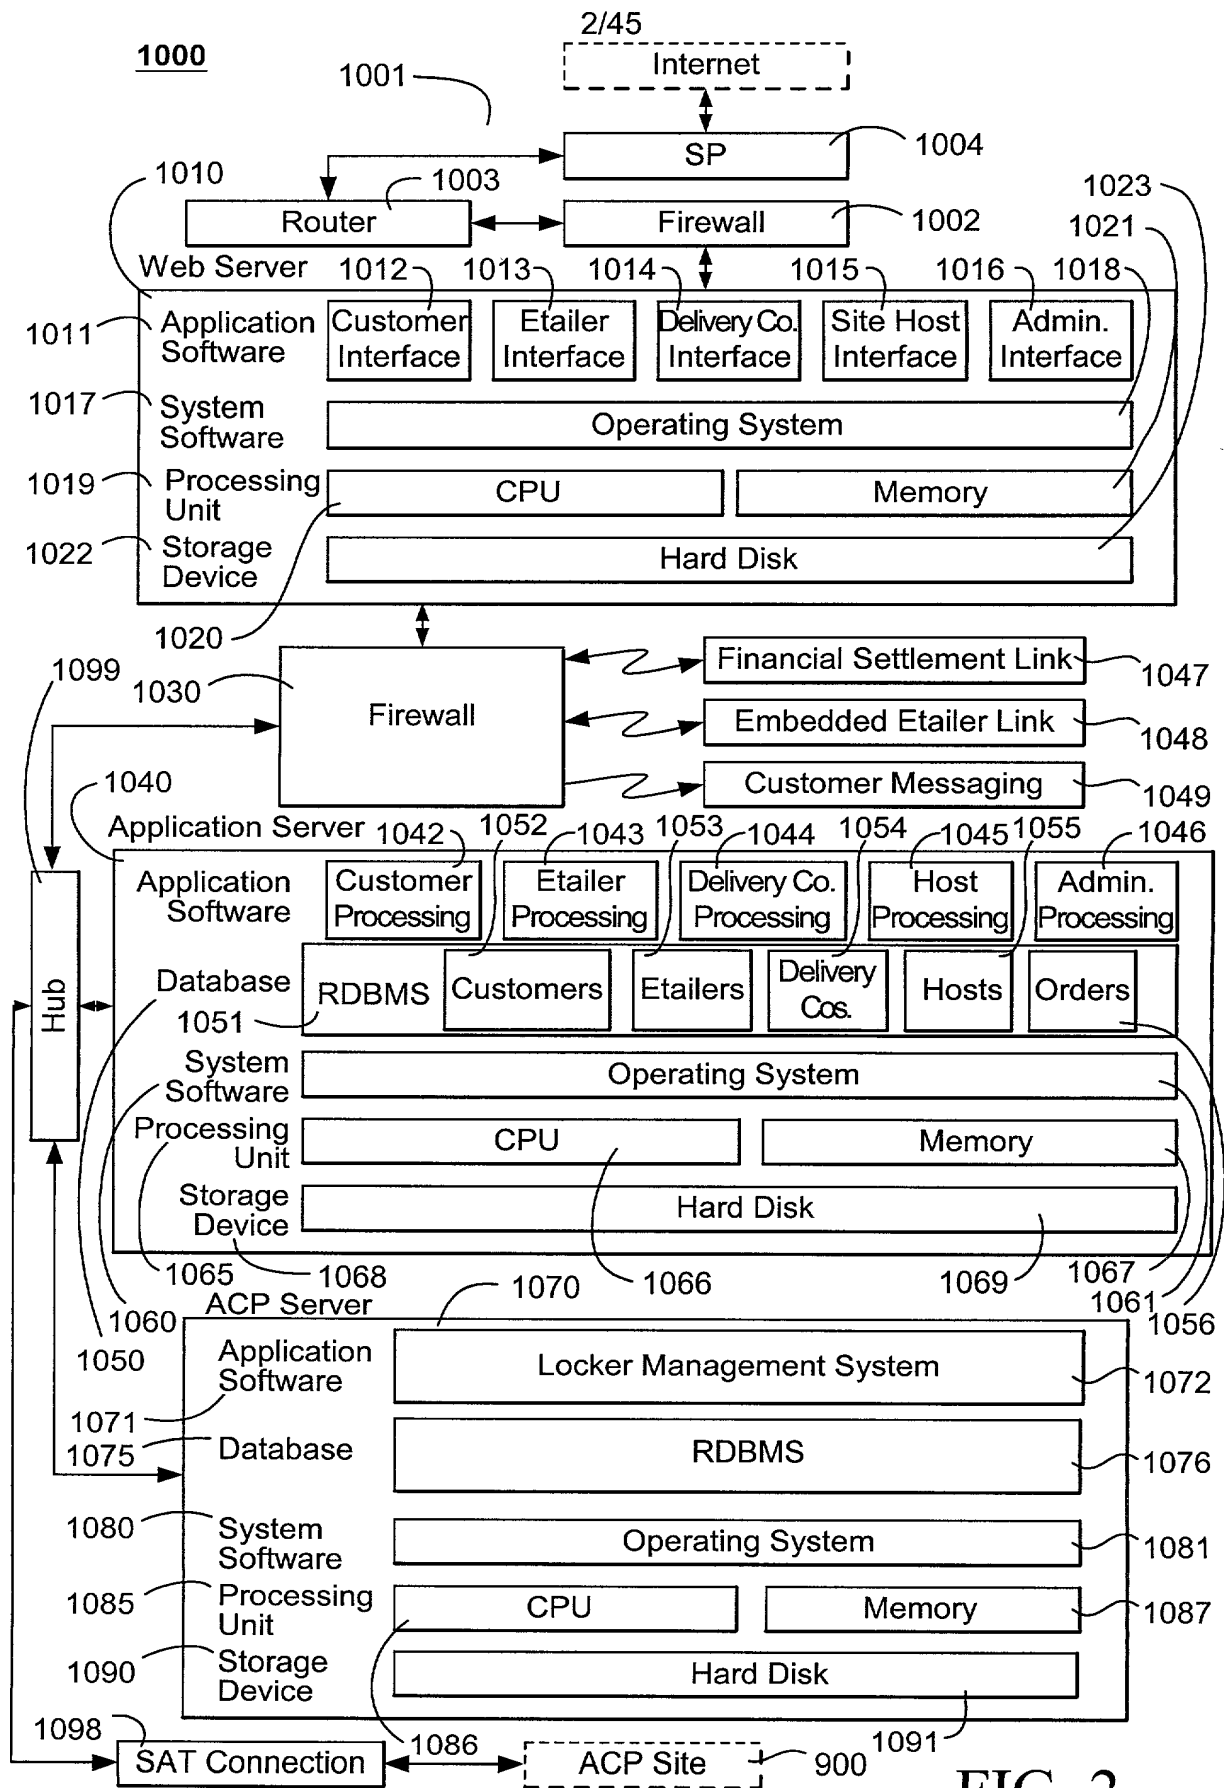 2/45
1000
Internet
1001
SP
1004
1010
1003
1023
Router
Firewall
1002
1021
Web Server
1012
1013
1014
1015
1016
1018
1011
Application
Software
Customer
Interface
Etailer
Interface
Delivery Co.
Interface
Site Host
Interface
Admin.
Interface
1017
System
Software
Operating System
1019
Processing
Unit
CPU
Memory
1022
Storage
Device
Hard Disk
1020
1099
1030
Firewall
Financial Settlement Link
1047
Embedded Etailer Link
1048
Customer Messaging
1049
1040
Application Server
1042
1052
1043
1053
1044
1054
1045
1055
1046
Application
Software
Customer
Processing
Etailer
Processing
Delivery Co.
Processing
Host
Processing
Admin.
Processing
Hub
Database
RDBMS
1051
Customers
Etailers
Delivery
Cos.
Hosts
Orders
System
Software
Operating System
Processing
Unit
CPU
Memory
Storage
Device
Hard Disk
1065
1068
1066
1069
1067
1060
1061
1056
1050
ACP Server
1070
Application
Software
Locker Management System
1072
1071
1075
Database
RDBMS
1076
1080
System
Software
Operating System
1081
1085
Processing
Unit
CPU
Memory
1087
1090
Storage
Device
Hard Disk
1098
1086
1091
SAT Connection
ACP Site
900
FIG. 2